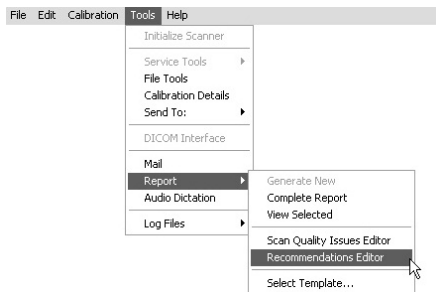 File Edit Calibration Tools Help
Initialize Scanner
Service Tools
File Tools
Calibration Details
Send To:
DICOM Interface
Mail
Report
Audio Dictation
Log Files
Generate New
Complete Report
View Selected
Scan Quality Issues Editor
Recommendations Editor
Select Template...